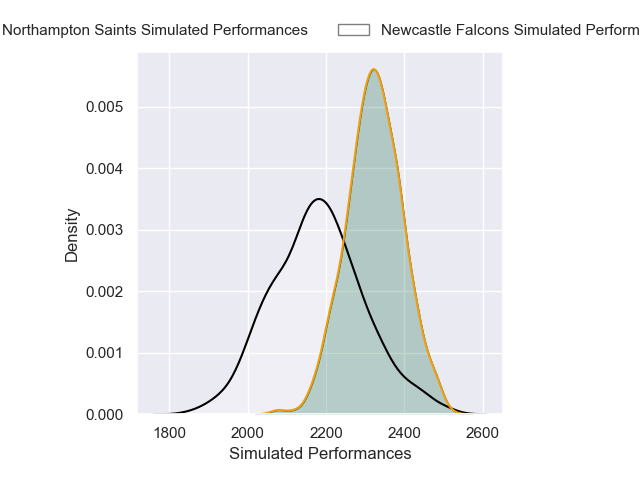 Northampton Saints Simulated Performances Newcastle Falcons Simulated Perform
0.005
0.004
0.003
0.002
0.001
0.000
Density
1800 2000 2200 2400 2600
Simulated Performances